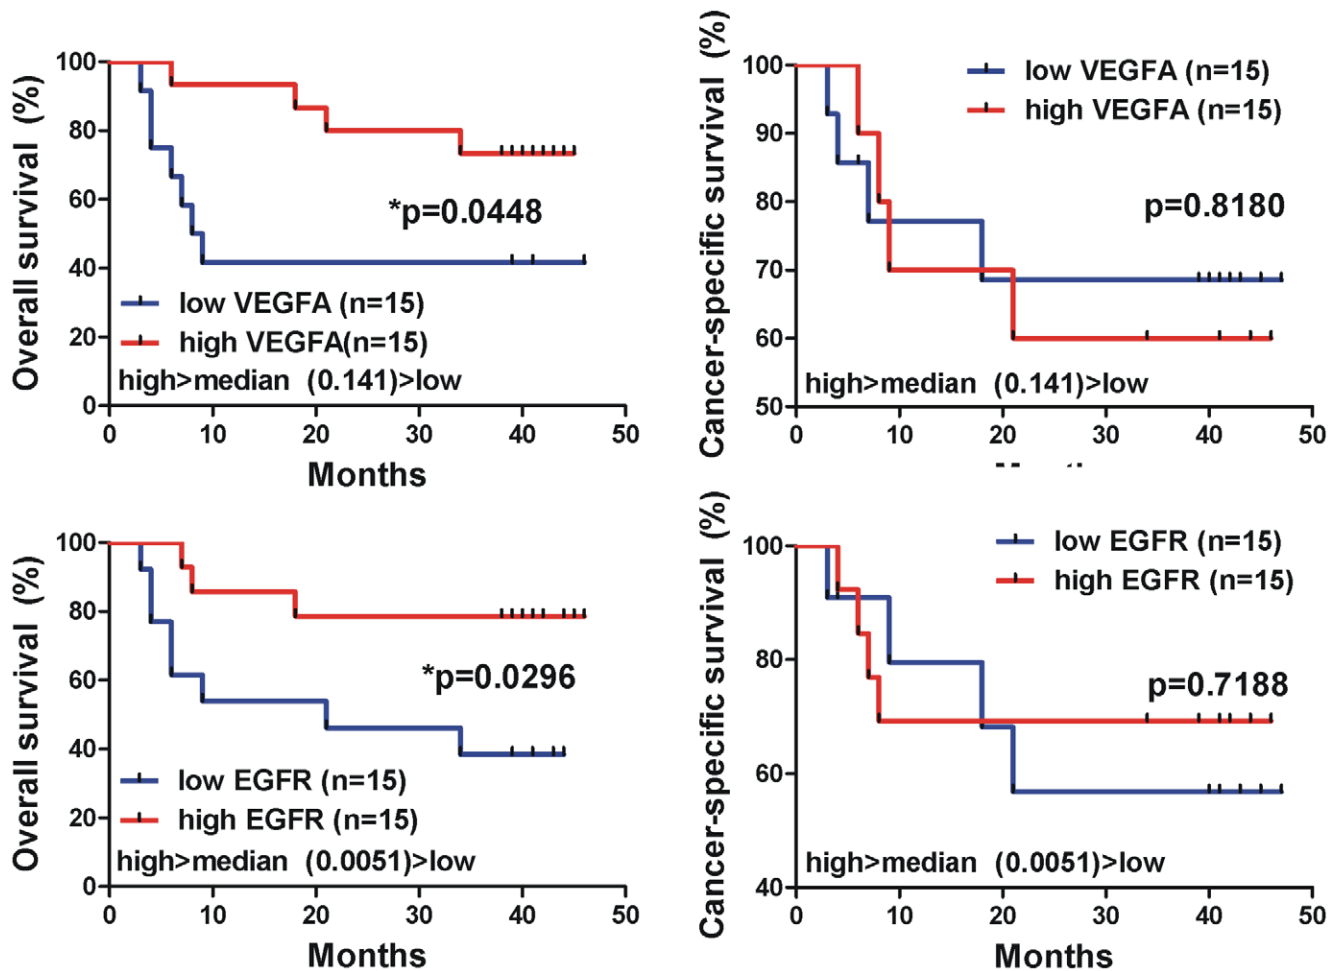 Overall survival (%)
100
80
60
40
20
0
*p=0.0448
low VEGFA (n=15)
high VEGFA(n=15)
high>median (0.141)>low
0 10 20 30 40 50
Months
Cancer-specific survival (%)
100
90
80
70
60
50
low VEGFA (n=15)
high VEGFA (n=15)
p=0.8180
high>median (0.141)>low
0 10 20 30 40 50
Overall survival (%)
100
80
60
40
20
0
*p=0.0296
low EGFR (n=15)
high EGFR (n=15)
high>median (0.0051)>low
0 10 20 30 40 50
Months
Cancer-specific survival (%)
100
80
60
40
low EGFR (n=15)
high EGFR (n=15)
p=0.7188
high>median (0.0051)>low
0 10 20 30 40 50
Months